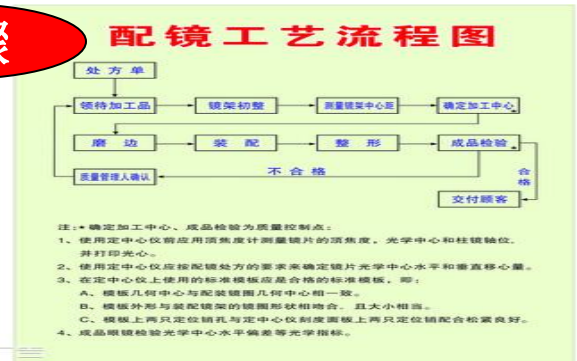 骤
配镜工艺流程图
处方单
领待加工品
镜架初整
测量镜架中心距
确定加工中心
磨边
装配
整形
成品检验
质量管理人确认
不合格
合格
交付顾客
注：• 确定加工中心、成品检验为质量控制点：
1、使用定中心仪前应用顶焦度计测量镜片的顶焦度，光学中心和柱镜轴位，
并打印光心。
2、使用定中心仪应按配镜处方的要求来确定镜片光学中心水平和垂直移心量。
3、在定中心仪上使用的标准模板应是合格的标准模板，即：
A、模板几何中心与配装镜圈几何中心相一致。
B、模板外形与装配镜架的镜圈形状相吻合，且大小相当。
C、模板上两只定位销孔与定中心仪刻度面板上两只定位销配合松紧良好。
4、成品眼镜检验光学中心水平偏差等光学指标。